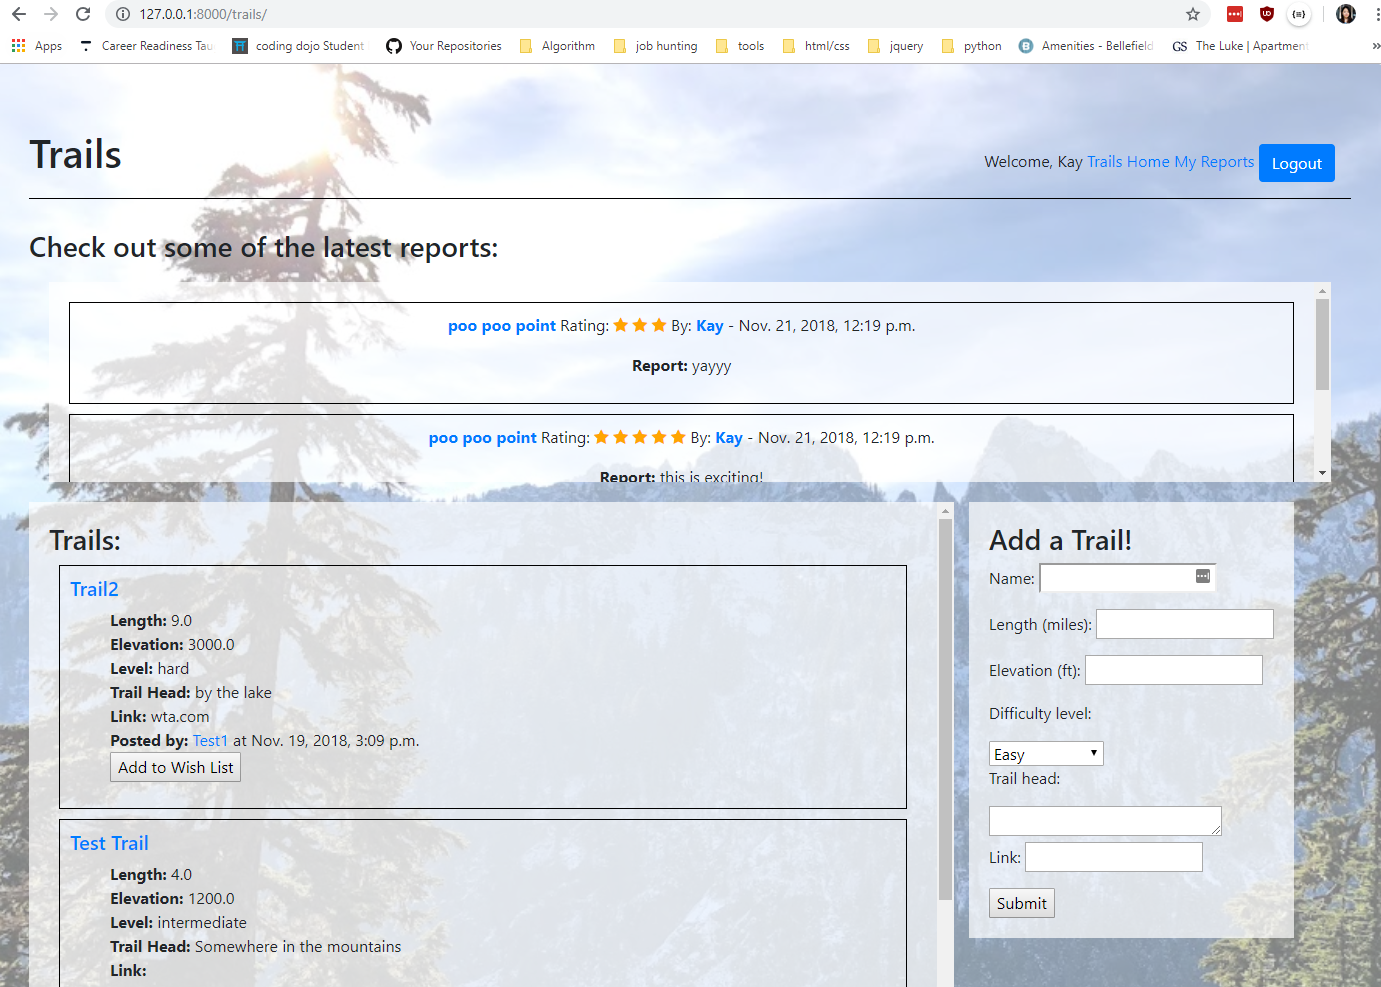 127.0.0.1:8000/trails/
Apps Career Readiness Tau coding dojo Student Your Repositories Algorithm job hunting tools html/css jquery python Amenities - Bellefield GS The Luke | Apartment »
Trails
Welcome, Kay Trails Home My Reports Logout
Check out some of the latest reports:
poo poo point Rating: By: Kay - Nov. 21, 2018, 12:19 p.m.
Report: yayyy
poo poo point Rating: By: Kay - Nov. 21, 2018, 12:19 p.m.
Report: this is exciting!
Trails:
Trail2
Length: 9.0
Elevation: 3000.0
Level: hard
Trail Head: by the lake
Link: wta.com
Posted by: Test1 at Nov. 19, 2018, 3:09 p.m.
Add to Wish List
Test Trail
Length: 4.0
Elevation: 1200.0
Level: intermediate
Trail Head: Somewhere in the mountains
Link:
Add a Trail!
Name:
Length (miles):
Elevation (ft):
Difficulty level:
Easy
Trail head:
Link:
Submit